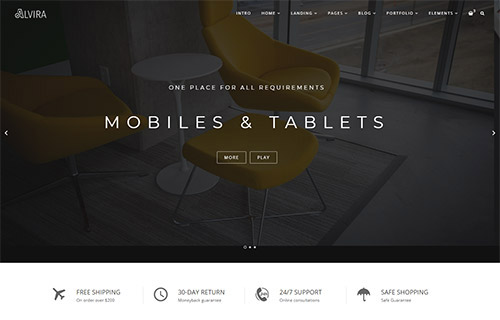 ALVIRA
INTRO HOME LANDING PAGES BLOG PORTFOLIO ELEMENTS
ONE PLACE FOR ALL REQUIREMENTS
MOBILES & TABLETS
MORE PLAY
FREE SHIPPING
On order over $200
30-DAY RETURN
Moneyback guarantee
24/7 SUPPORT
Online consultations
SAFE SHOPPING
Safe Guarantee